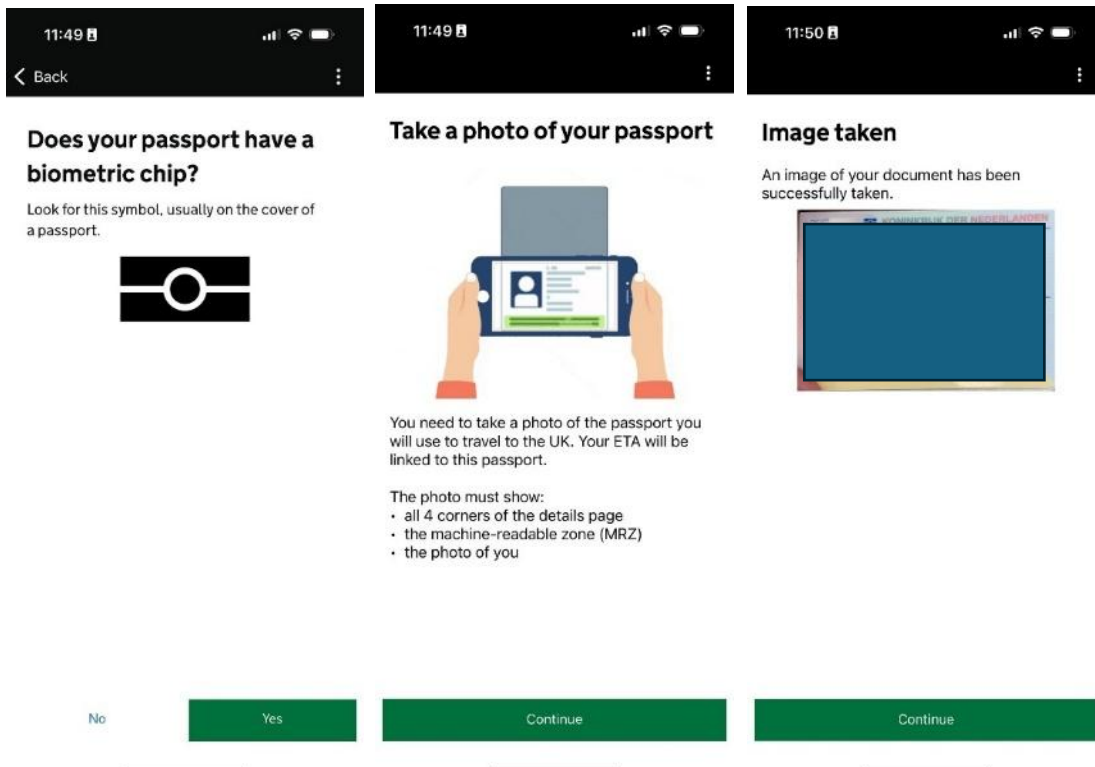 11:49
Back
Does your passport have a
biometric chip?
Look for this symbol, usually on the cover of
a passport.
No
Yes
11:49
Take a photo of your passport
You need to take a photo of the passport you
will use to travel to the UK. Your ETA will be
linked to this passport.
The photo must show:
• all 4 corners of the details page
• the machine-readable zone (MRZ)
• the photo of you
Continue
11:50
Image taken
An image of your document has been
successfully taken.
KONINKRIJK DER NEDERLANDEN
Continue